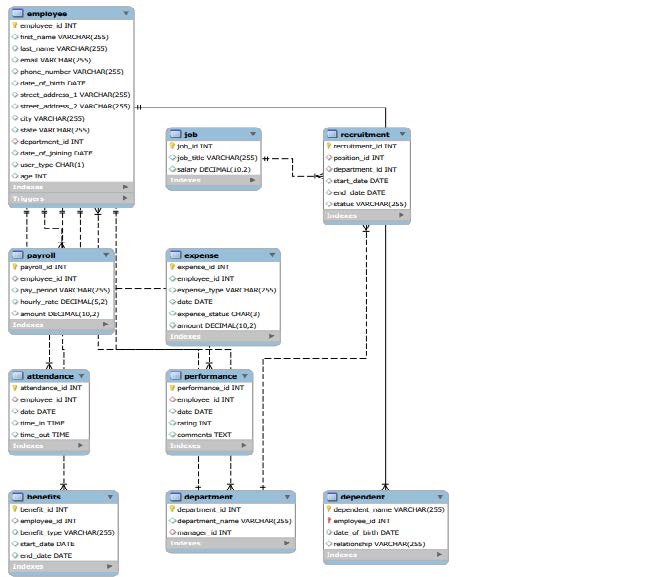 employee
employee_id INT
first_name VARCHAR(255)
last_name VARCHAR(255)
email VARCHAR(255)
phone_number VARCHAR(255)
date_of_birth DATE
street_address_1 VARCHAR(255)
street_address_2 VARCHAR(255)
city VARCHAR(255)
state VARCHAR(255)
department_id INT
date_of_joining DATE
user_type CHAR(1)
age INT
Indexes
Triggers
job
job_id INT
job_title VARCHAR(255)
salary DECIMAL(10,2)
Indexes
recruitment
recruitment_id INT
position_id INT
department_id INT
start_date DATE
end_date DATE
status VARCHAR(255)
Indexes
payroll
payroll_id INT
employee_id INT
pay_period VARCHAR(255)
hourly_rate DECIMAL(5,2)
amount DECIMAL(10,2)
Indexes
expense
expense_id INT
employee_id INT
expense_type VARCHAR(255)
date DATE
expense_status CHAR(3)
amount DECIMAL(10,2)
Indexes
attendance
attendance_id INT
employee_id INT
date DATE
time_in TIME
time_out TIME
Indexes
performance
performance_id INT
employee_id INT
date DATE
rating INT
comments TEXT
Indexes
benefits
benefit_id INT
employee_id INT
benefit_type VARCHAR(255)
start_date DATE
end_date DATE
Indexes
department
department_id INT
department_name VARCHAR(255)
manager_id INT
Indexes
dependent
dependent_name VARCHAR(255)
employee_id INT
date_of_birth DATE
relationship VARCHAR(255)
Indexes